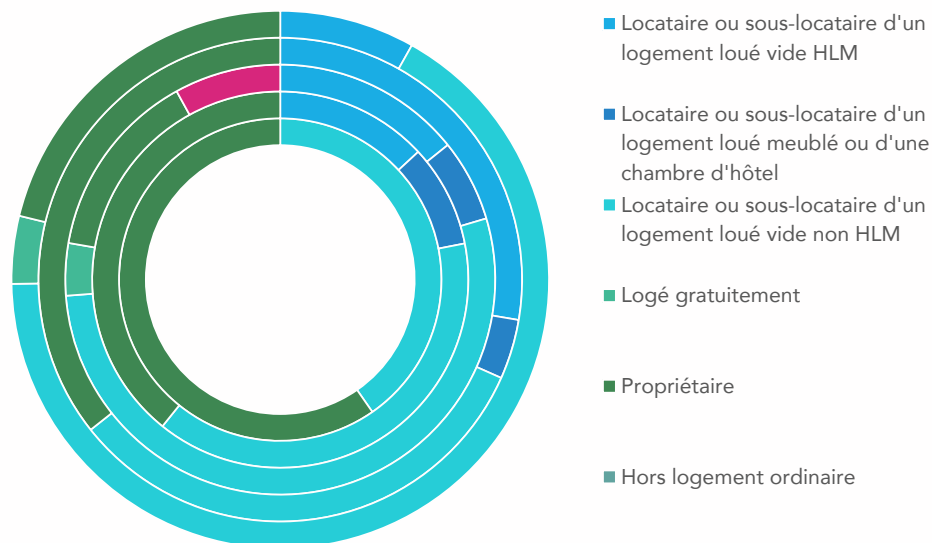 Locataire ou sous-locataire d'un
logement loué vide HLM
Locataire ou sous-locataire d'un
logement loué meublé ou d'une
chambre d'hôtel
Locataire ou sous-locataire d'un
logement loué vide non HLM
Logé gratuitement
Propriétaire
Hors logement ordinaire